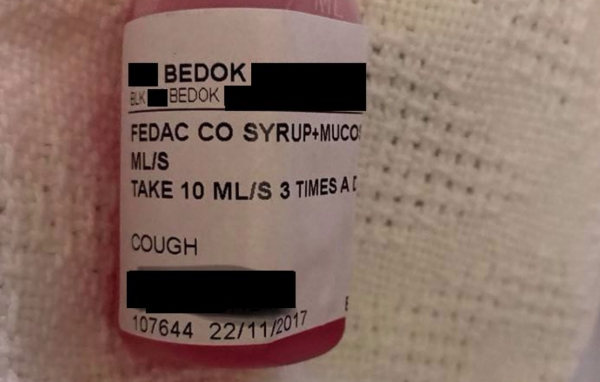 BEDOK
BLK BEDOK
FEDAC CO SYRUP+MUCO
ML/S
TAKE 10 ML/S 3 TIMES A D
COUGH
107644 22/11/2017